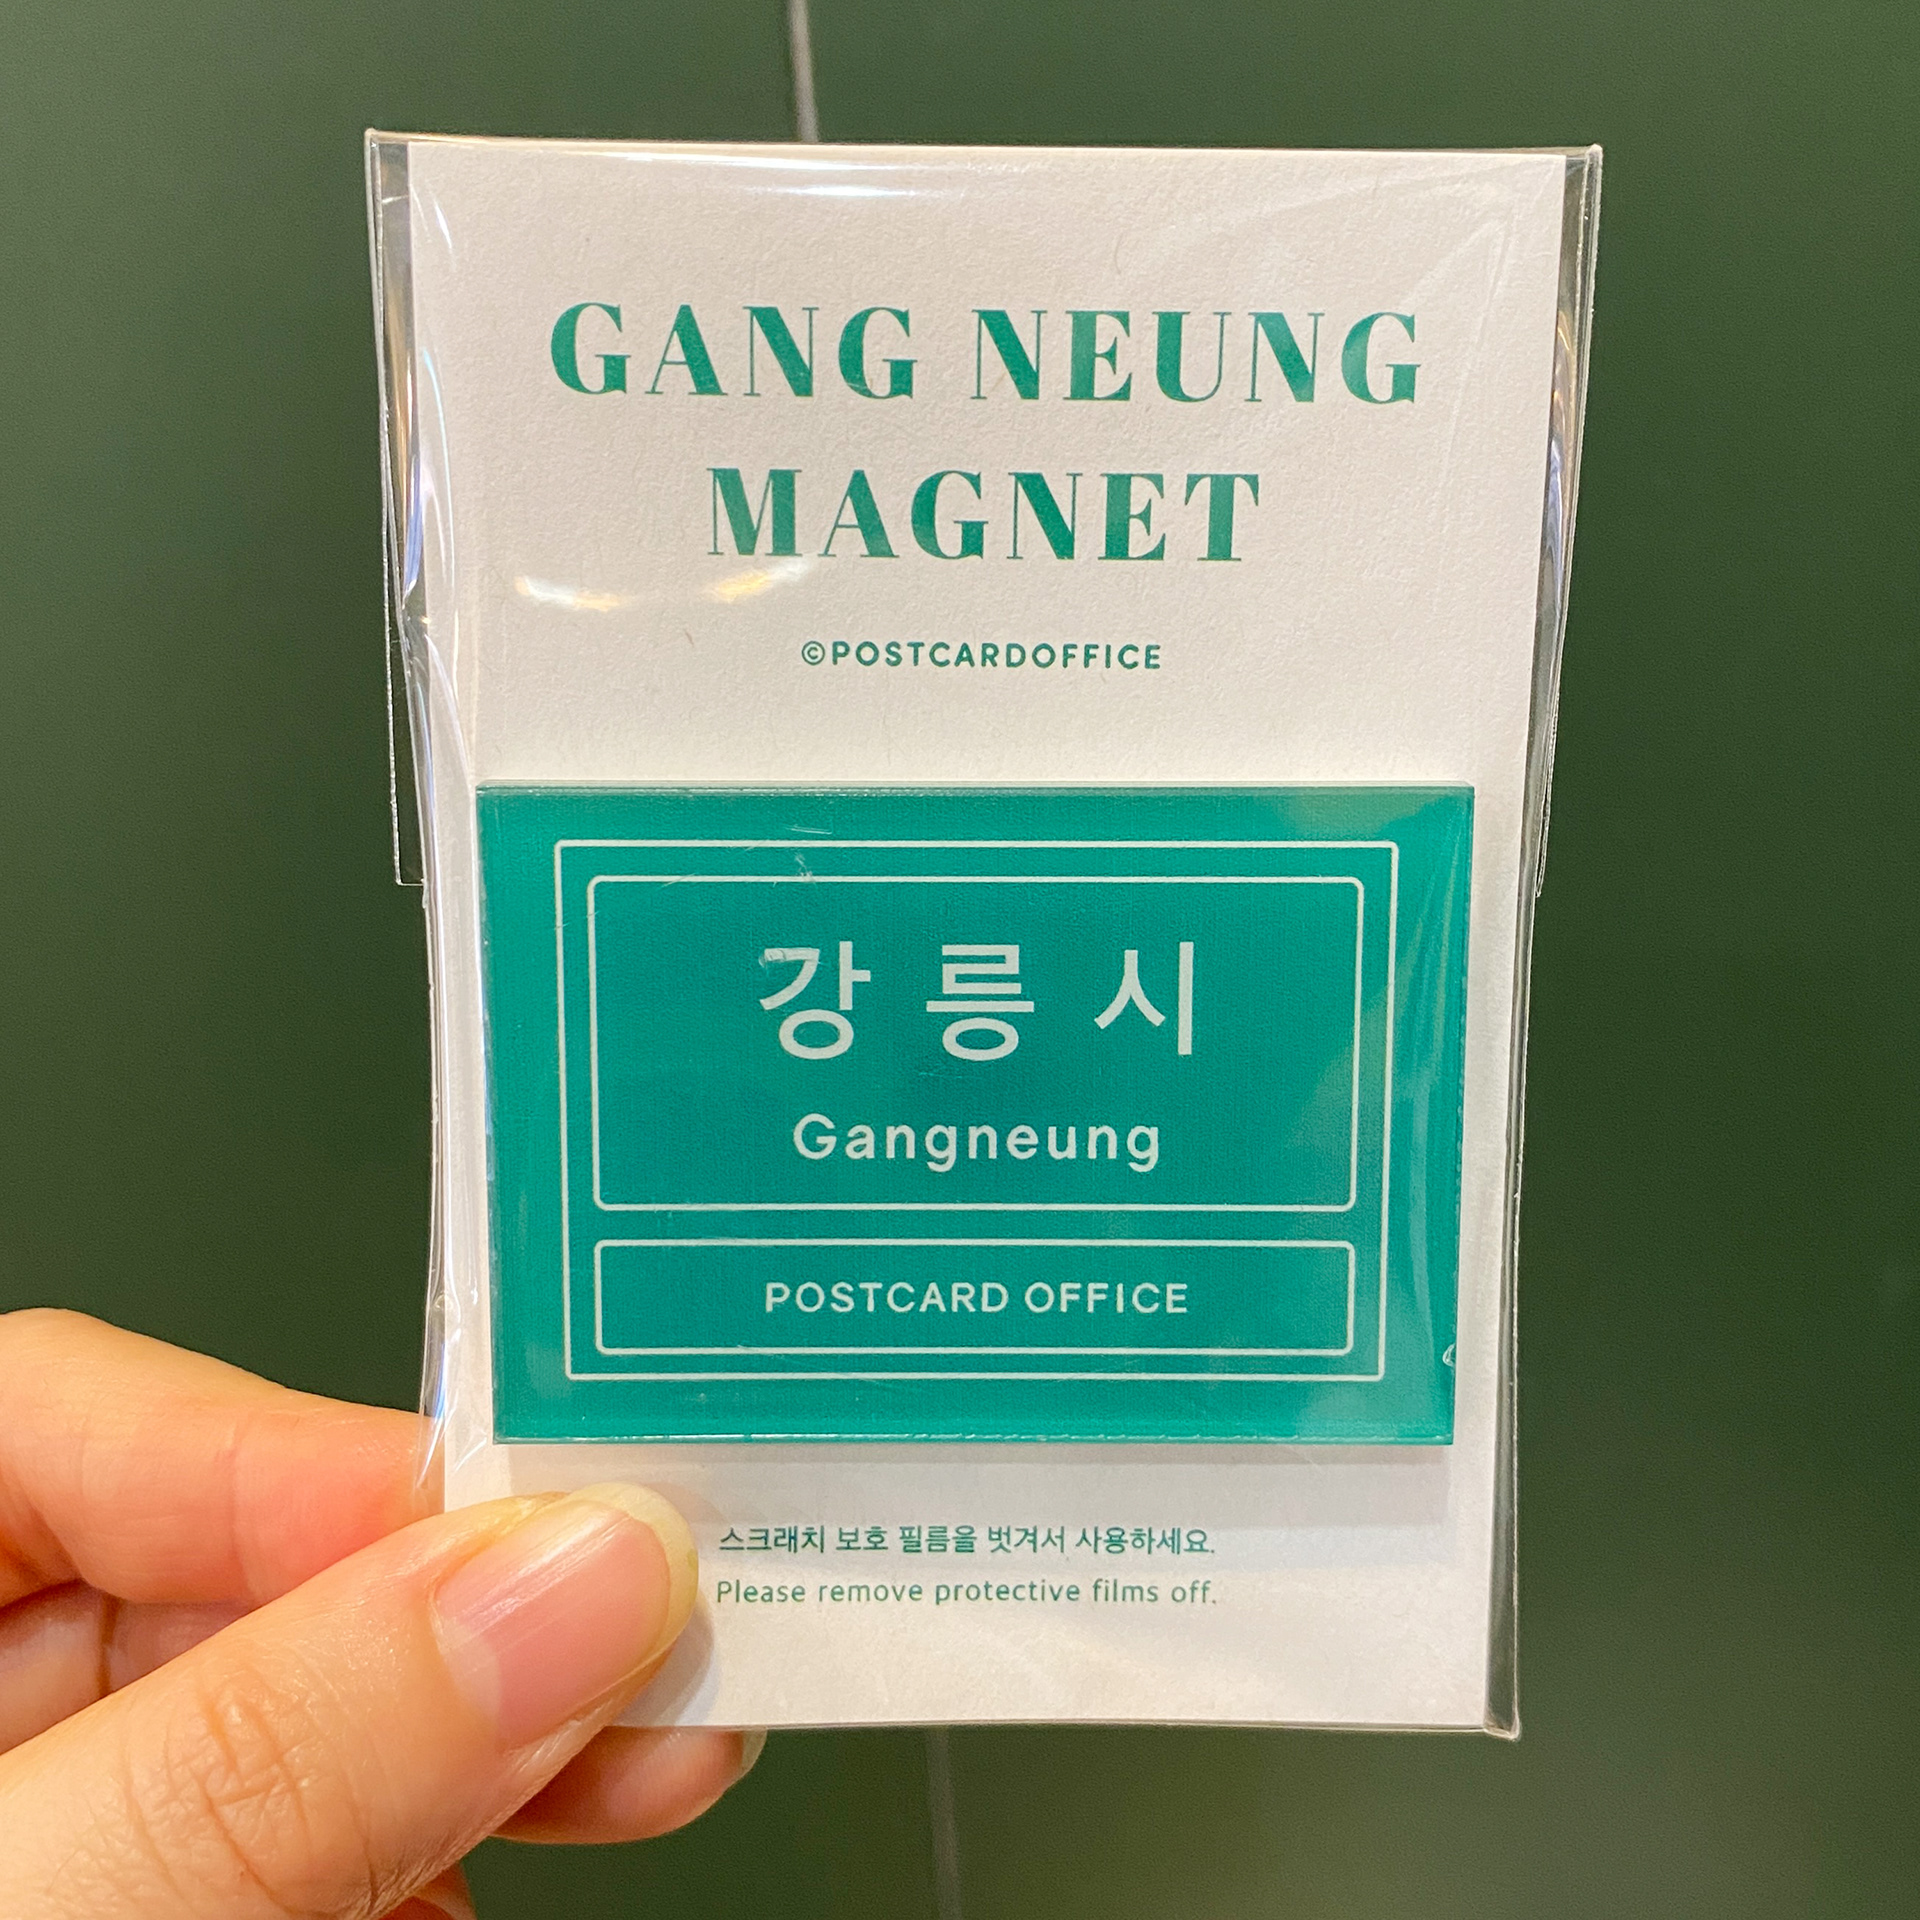 GANG NEUNG
MAGNET
©POSTCARDOFFICE
강릉시
Gangneung
POSTCARD OFFICE
스크래치 보호 필름을 벗겨서 사용하세요.
Please remove protective films off.